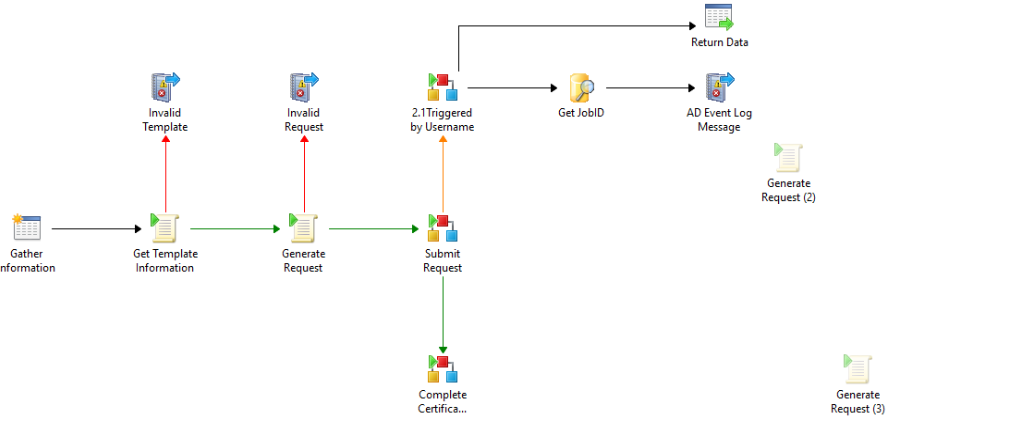 Return Data
Invalid
Template
Invalid
Request
2.1Triggered
by Username
Get JobID
AD Event Log
Message
Generate
Request (2)
Gather
nformation
Get Template
Information
Generate
Request
Submit
Request
Complete
Certifica...
Generate
Request (3)